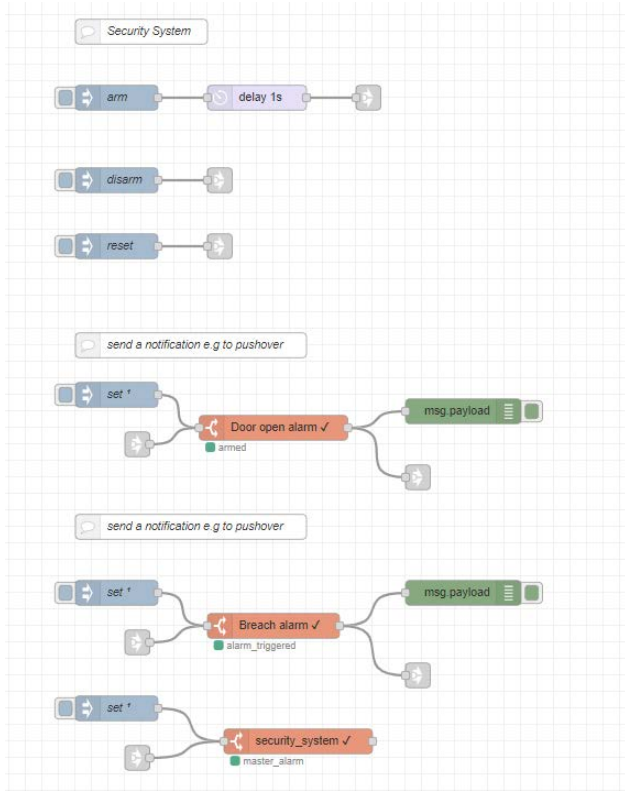 Security System
arm
delay 1s
disarm
reset
send a notification e.g to pushover
set ¹
msg.payload
Door open alarm ✓
armed
send a notification e.g to pushover
set ¹
msg.payload
Breach alarm ✓
alarm_triggered
set ¹
security_system ✓
master_alarm